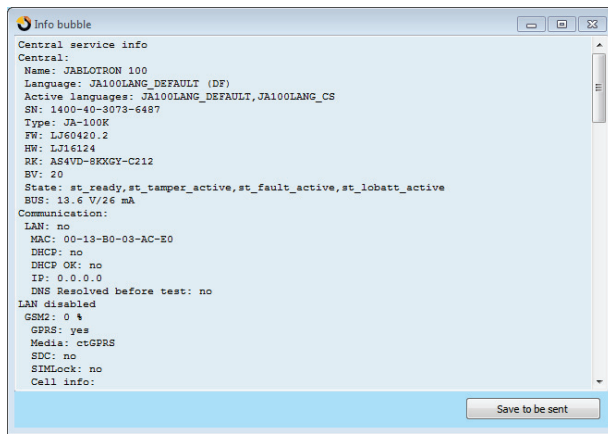 Info bubble
Central service info
Central:
Name: JABLOTRON 100
Language: JA100LANG_DEFAULT (DF)
Active languages: JA100LANG_DEFAULT,JA100LANG_CS
SN: 1400-40-3073-6487
Type: JA-100K
FW: LJ60420.2
HW: LJ16124
RK: AS4VD-8KXGY-C212
BV: 20
State: st_ready,st_tamper_active,st_fault_active,st_lobatt_active
BUS: 13.6 V/26 mA
Communication:
LAN: no
MAC: 00-13-B0-03-AC-E0
DHCP: no
DHCP OK: no
IP: 0.0.0.0
DNS Resolved before test: no
LAN disabled
GSM2: 0 %
GPRS: yes
Media: ctGPRS
SDC: no
SIMLock: no
Cell info:
Save to be sent